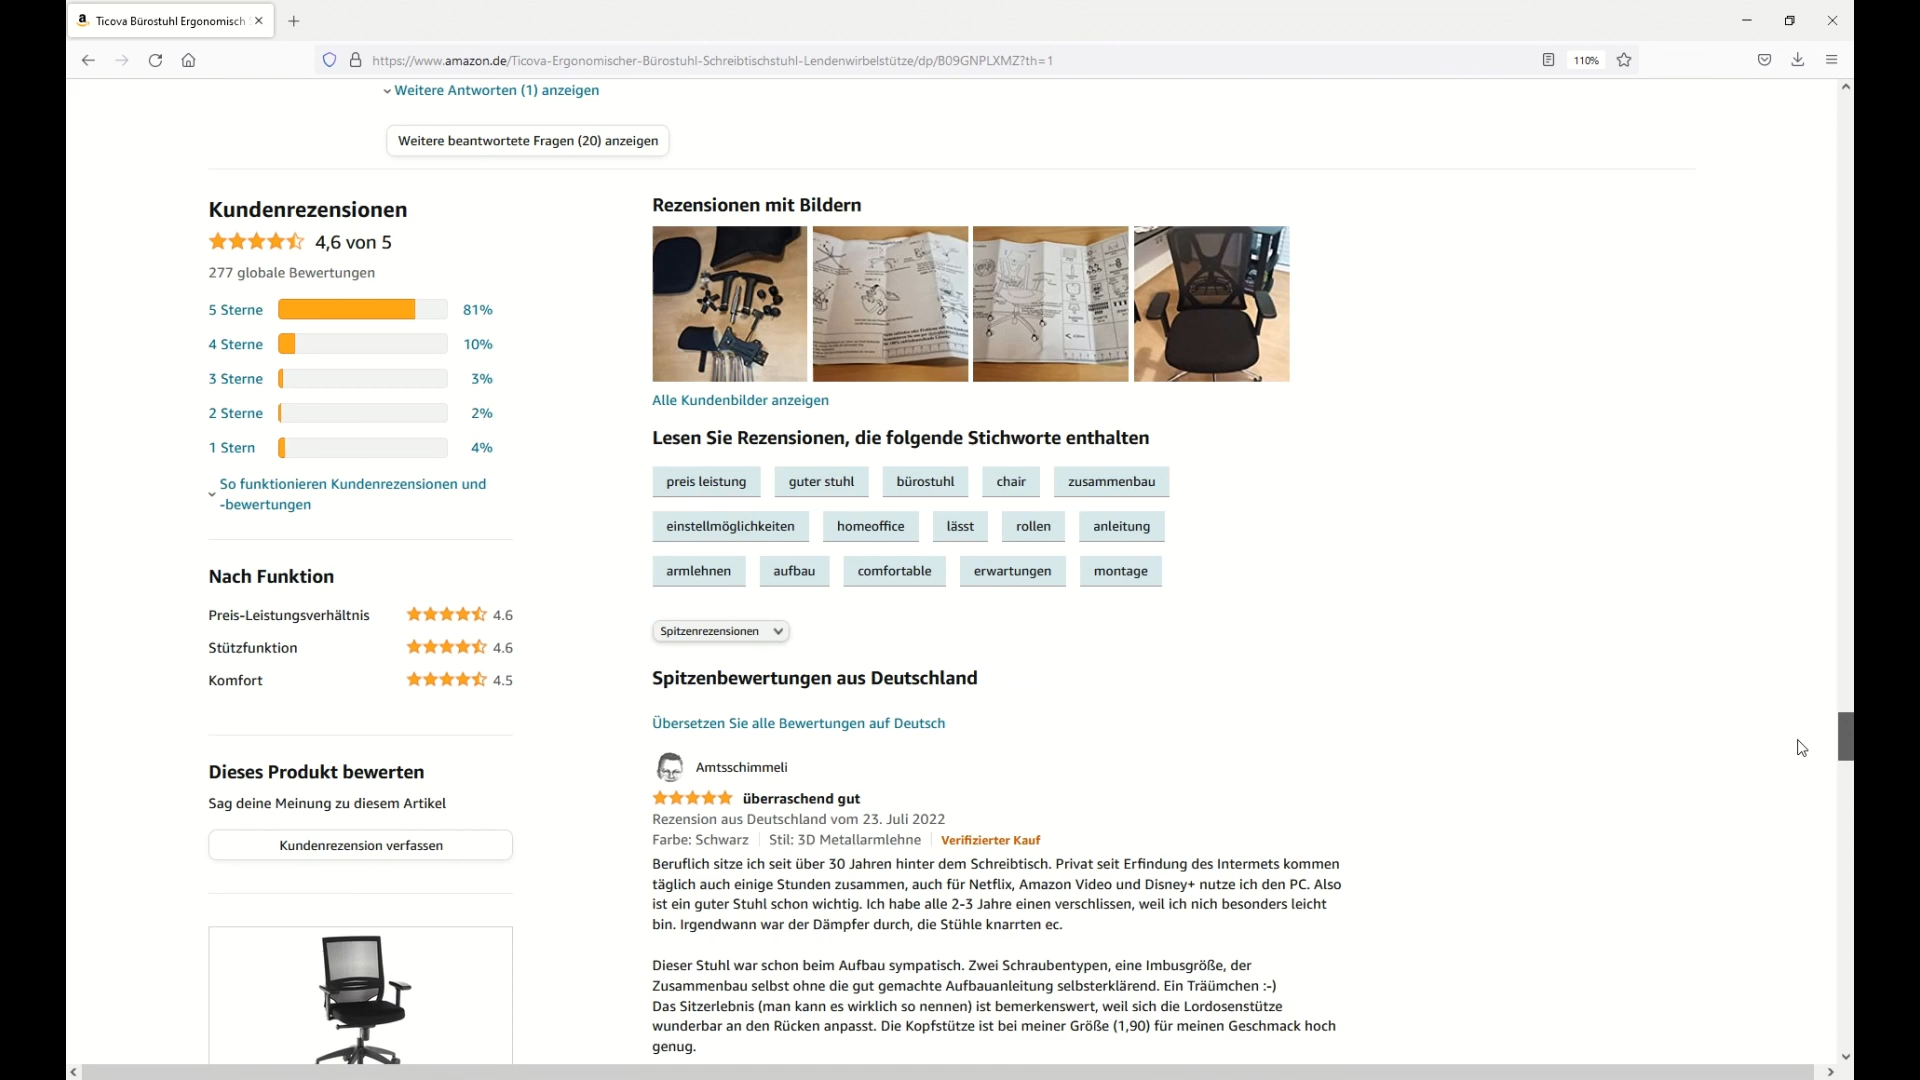 Ticova Bürostuhl Ergonomisch
https://www.amazon.de/Ticova-Ergonomischer-Bürostuhl-Schreibtischstuhl-Lendenwirbelstütze/dp/B09GNPLXMZ?th=1
110%
Weitere Antworten (1) anzeigen
Weitere beantwortete Fragen (20) anzeigen
Kundenrezensionen
4,6 von 5
277 globale Bewertungen
5 Sterne 81%
4 Sterne 10%
3 Sterne 3%
2 Sterne 2%
1 Stern 4%
So funktionieren Kundenrezensionen und
-bewertungen
Nach Funktion
Preis-Leistungsverhältnis 4.6
Stützfunktion 4.6
Komfort 4.5
Dieses Produkt bewerten
Sag deine Meinung zu diesem Artikel
Kundenrezension verfassen
Rezensionen mit Bildern
Alle Kundenbilder anzeigen
Lesen Sie Rezensionen, die folgende Stichworte enthalten
preis leistung guter stuhl bürostuhl chair zusammenbau
einstellmöglichkeiten homeoffice lässt rollen anleitung
armlehnen aufbau comfortable erwartungen montage
Spitzenrezensionen
Spitzenbewertungen aus Deutschland
Übersetzen Sie alle Bewertungen auf Deutsch
Amtsschimmeli
überraschend gut
Rezension aus Deutschland vom 23. Juli 2022
Farbe: Schwarz Stil: 3D Metallarmlehne Verifizierter Kauf
Beruflich sitze ich seit über 30 Jahren hinter dem Schreibtisch. Privat seit Erfindung des Internets kommen
täglich auch einige Stunden zusammen, auch für Netflix, Amazon Video und Disney+ nutze ich den PC. Also
ist ein guter Stuhl schon wichtig. Ich habe alle 2-3 Jahre einen verschlissen, weil ich nich besonders leicht
bin. Irgendwann war der Dämpfer durch, die Stühle knarrten ec.
Dieser Stuhl war schon beim Aufbau sympatisch. Zwei Schraubentypen, eine Imbusgröße, der
Zusammenbau selbst ohne die gut gemachte Aufbauanleitung selbsterklärend. Ein Träümchen :-)
Das Sitzerlebnis (man kann es wirklich so nennen) ist bemerkenswert, weil sich die Lordosenstütze
wunderbar an den Rücken anpasst. Die Kopfstütze ist bei meiner Größe (1,90) für meinen Geschmack hoch
genug.